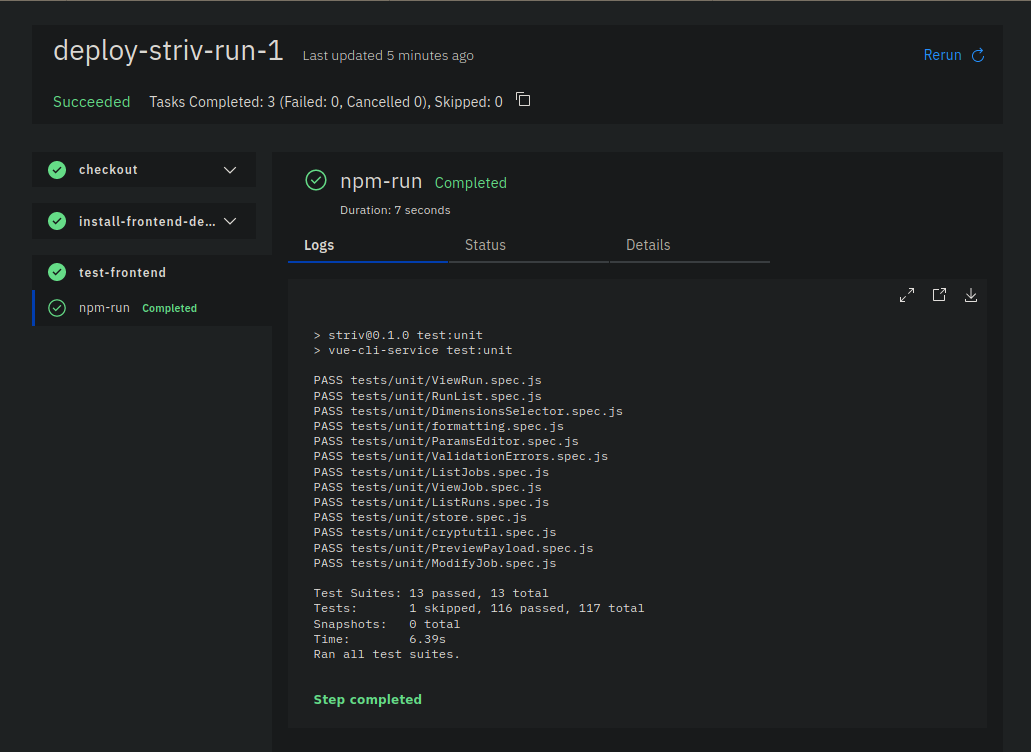 deploy-striv-run-1 Last updated 5 minutes ago Rerun
Succeeded Tasks Completed: 3 (Failed: 0, Cancelled 0), Skipped: 0
checkout
install-frontend-de...
test-frontend
npm-run Completed
npm-run Completed
Duration: 7 seconds
Logs Status Details
> striv@0.1.0 test:unit
> vue-cli-service test:unit
PASS tests/unit/ViewRun.spec.js
PASS tests/unit/RunList.spec.js
PASS tests/unit/DimensionsSelector.spec.js
PASS tests/unit/formatting.spec.js
PASS tests/unit/ParamsEditor.spec.js
PASS tests/unit/ValidationErrors.spec.js
PASS tests/unit/ListJobs.spec.js
PASS tests/unit/ViewJob.spec.js
PASS tests/unit/ListRuns.spec.js
PASS tests/unit/store.spec.js
PASS tests/unit/cryptutil.spec.js
PASS tests/unit/PreviewPayload.spec.js
PASS tests/unit/ModifyJob.spec.js
Test Suites: 13 passed, 13 total
Tests: 1 skipped, 116 passed, 117 total
Snapshots: 0 total
Time: 6.39s
Ran all test suites.
Step completed